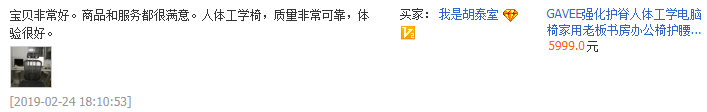 宝贝非常好。商品和服务都很满意。人体工学椅，质量非常可靠，体
验很好。
[2019-02-24 18:10:53]
买家：我是胡泰室
GAVEE强化护脊人体工学电脑
椅家用老板书房办公椅护腰...
5999.0元